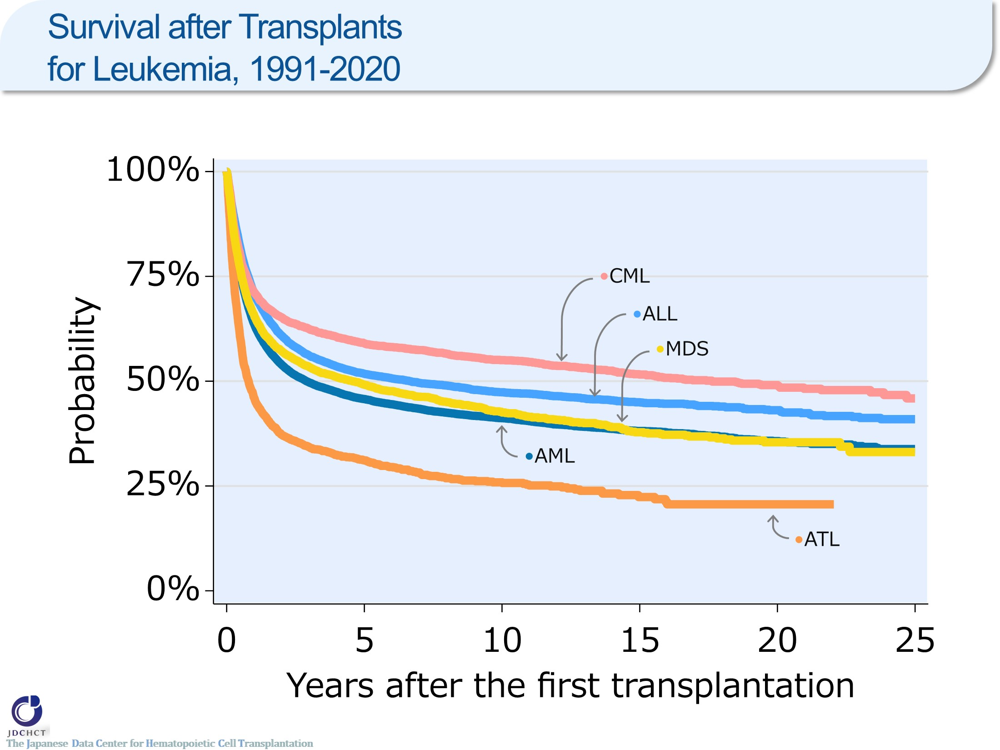 Survival after Transplants
for Leukemia, 1991-2020
100%
75%
50%
25%
0%
Probability
CML
ALL
MDS
AML
ATL
0 5 10 15 20 25
Years after the first transplantation
JDCHCT
The Japanese Data Center for Hematopoietic Cell Transplantation